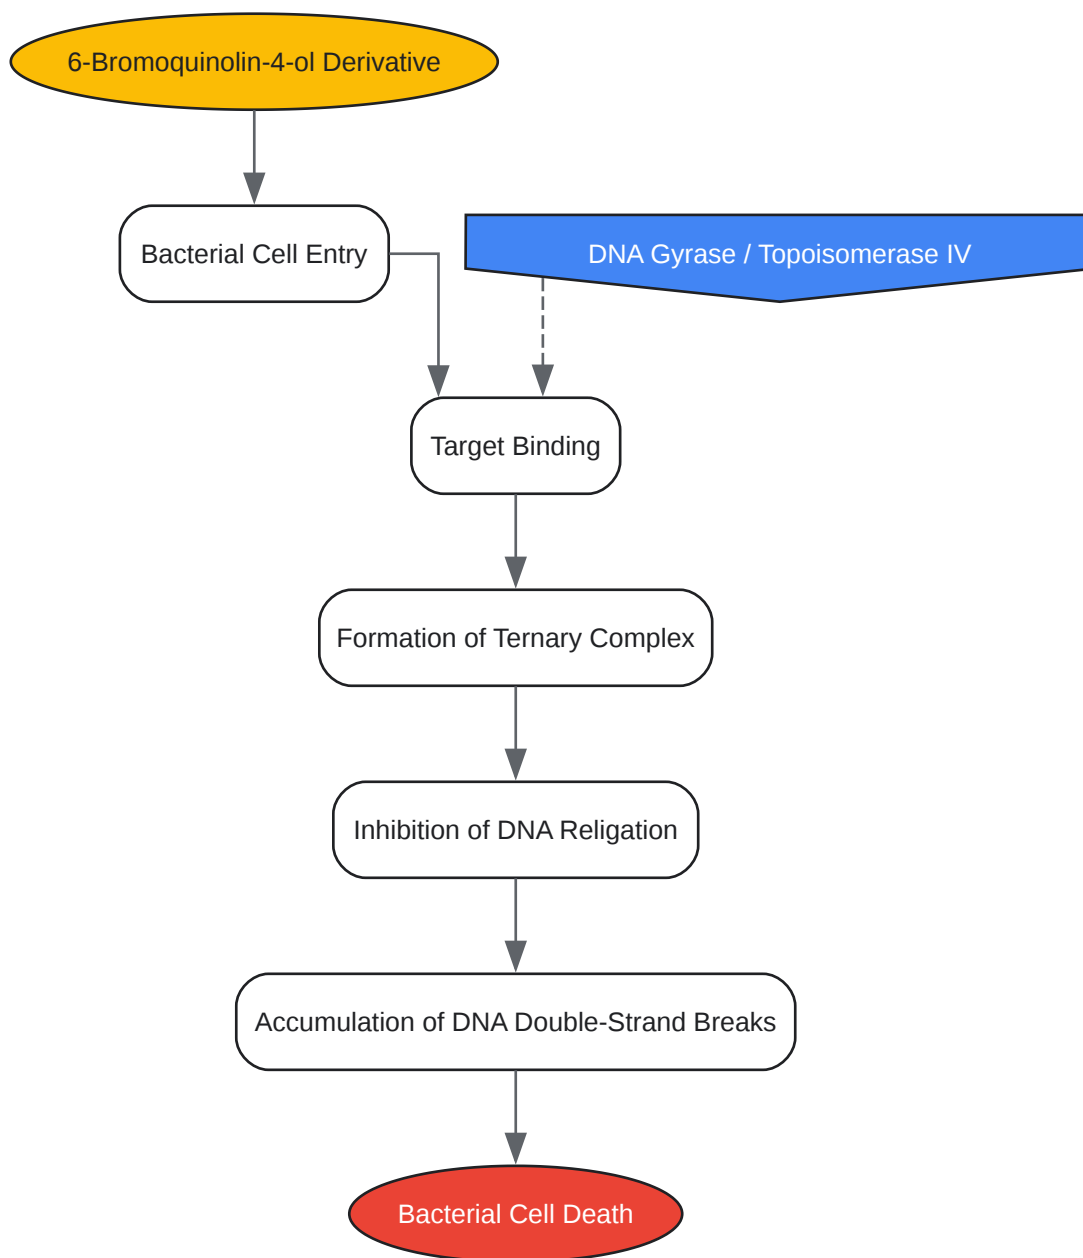 6-Bromoquinolin-4-ol Derivative
Bacterial Cell Entry
DNA Gyrase / Topoisomerase IV
Target Binding
Formation of Ternary Complex
Inhibition of DNA Religation
Accumulation of DNA Double-Strand Breaks
Bacterial Cell Death